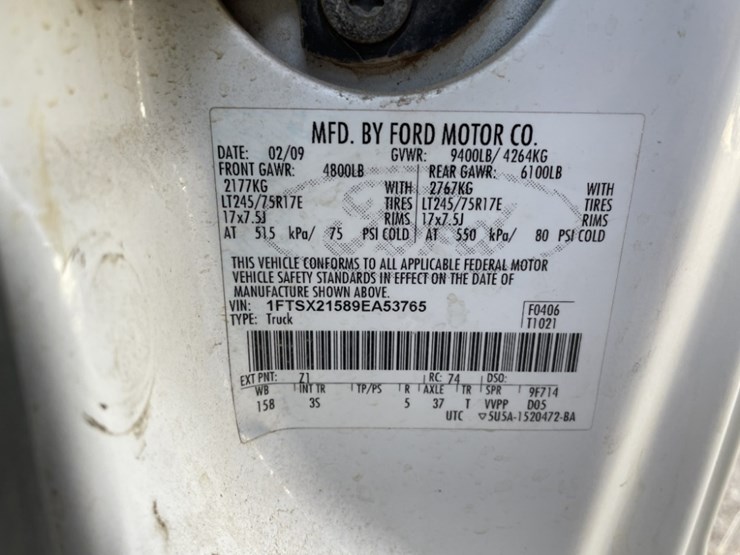 MFD. BY FORD MOTOR CO.
DATE: 02/09 GVWR: 9400LB/ 4264KG
FRONT GAWR: 4800LB REAR GAWR: 6100LB
2177KG WITH 2767KG WITH
LT245/75R17E TIRES LT245/75R17E TIRES
17x7.5J RIMS 17x7.5J RIMS
AT 515 kPa/ 75 PSI COLD AT 550 kPa/ 80 PSI COLD
THIS VEHICLE CONFORMS TO ALL APPLICABLE FEDERAL MOTOR
VEHICLE SAFETY STANDARDS IN EFFECT ON THE DATE OF
MANUFACTURE SHOWN ABOVE.
VIN: 1FTSX21589EA53765 F0406
TYPE: Truck T1021
EXT PNT: Z1 RC: 74 DSO:
WB INT TR TP/PS R AXLE TR SPR 9F714
158 3S 5 37 T VVPP D05
UTC ▽5U5A-1520472-BA